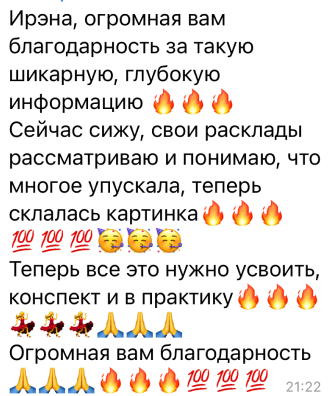 Ирэна, огромная вам
благодарность за такую
шикарную, глубокую
информацию 🔥🔥🔥
Сейчас сижу, свои расклады
рассматриваю и понимаю, что
многое упускала, теперь
склалась картинка🔥🔥🔥
💯💯💯🥳🥳🥳
Теперь все это нужно усвоить,
конспект и в практику🔥🔥🔥
💃💃💃🙏🙏🙏
Огромная вам благодарность
🙏🙏🙏🔥🔥🔥💯💯💯 21:22